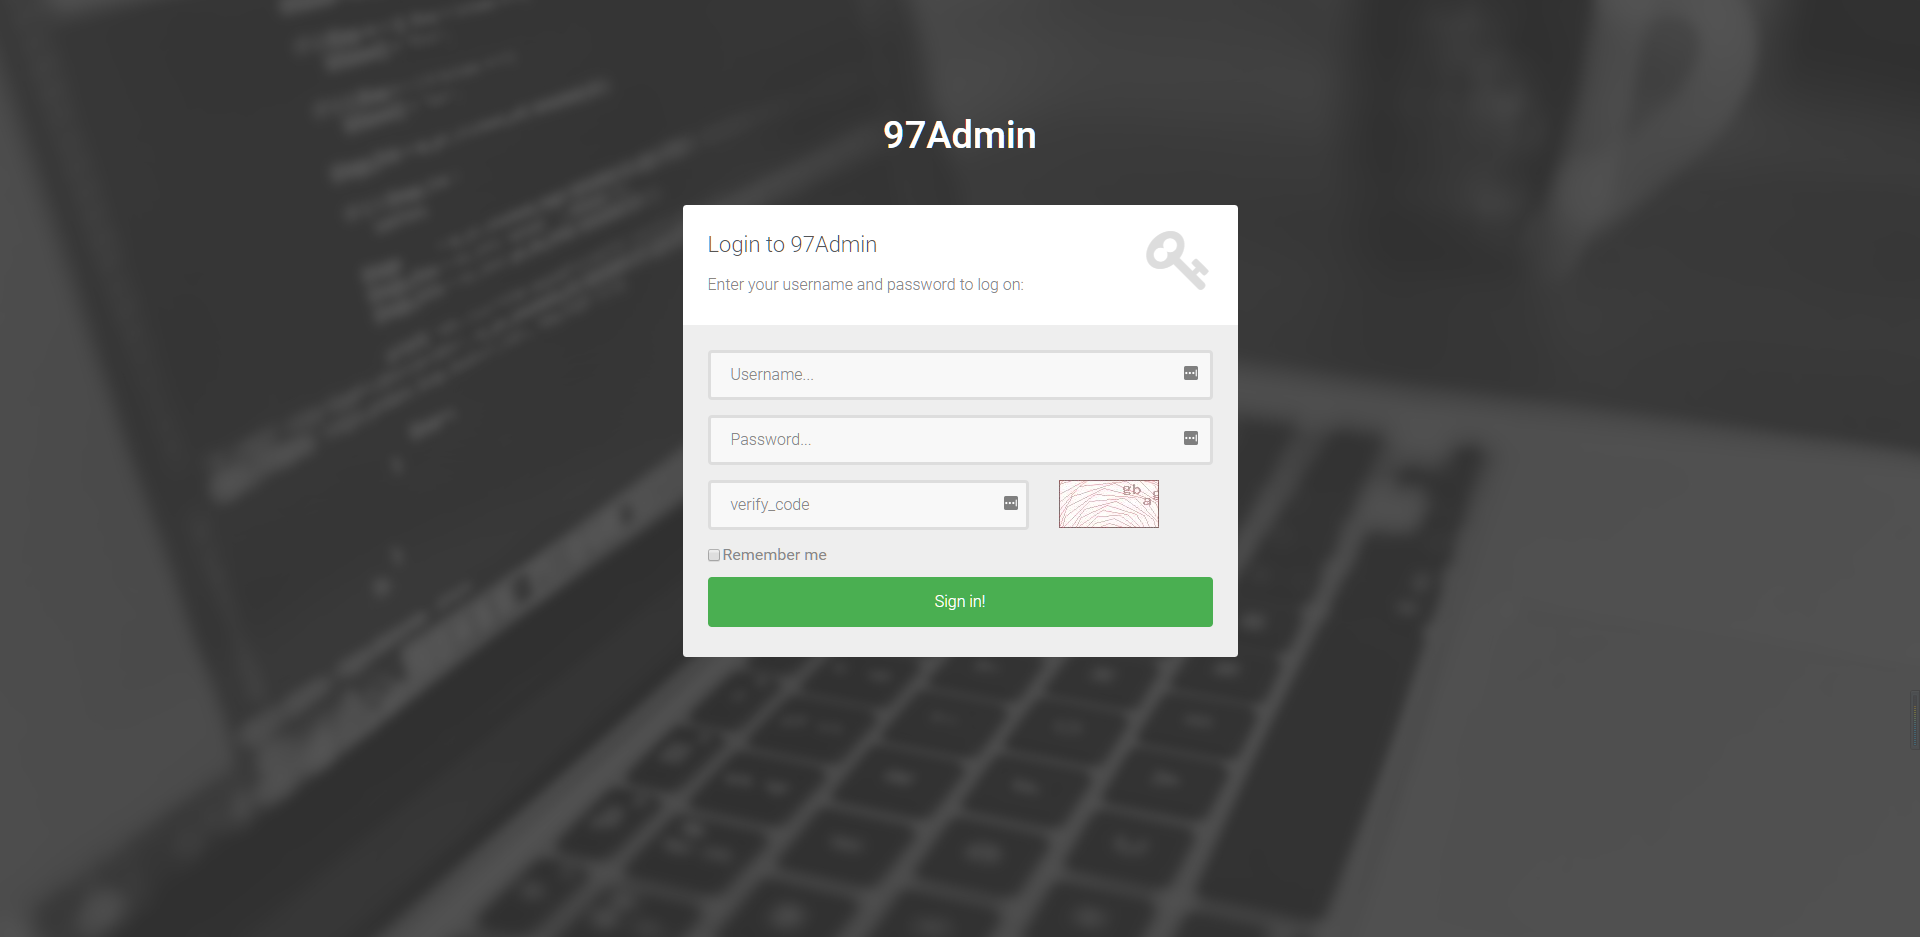 97Admin
Login to 97Admin
Enter your username and password to log on:
Username...
Password...
verify_code
gb
a
Remember me
Sign in!